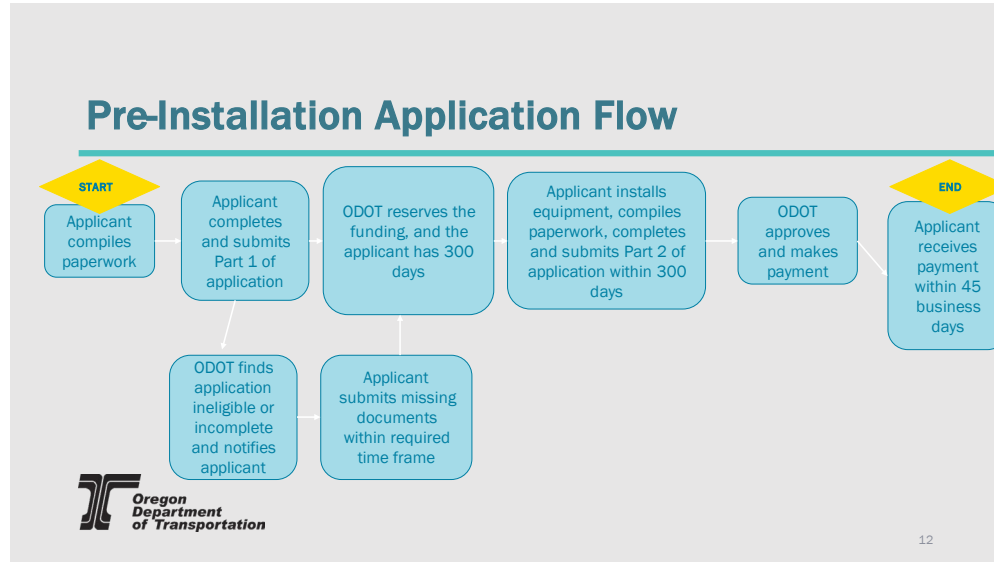 Pre-Installation Application Flow
START
Applicant
compiles
paperwork
Applicant
completes
and submits
Part 1 of
application
ODOT reserves the
funding, and the
applicant has 300
days
Applicant installs
equipment, compiles
paperwork, completes
and submits Part 2 of
application within 300
days
ODOT
approves
and makes
payment
END
Applicant
receives
payment
within 45
business
days
ODOT finds
application
ineligible or
incomplete
and notifies
applicant
Applicant
submits missing
documents
within required
time frame
Oregon
Department
of Transportation
12